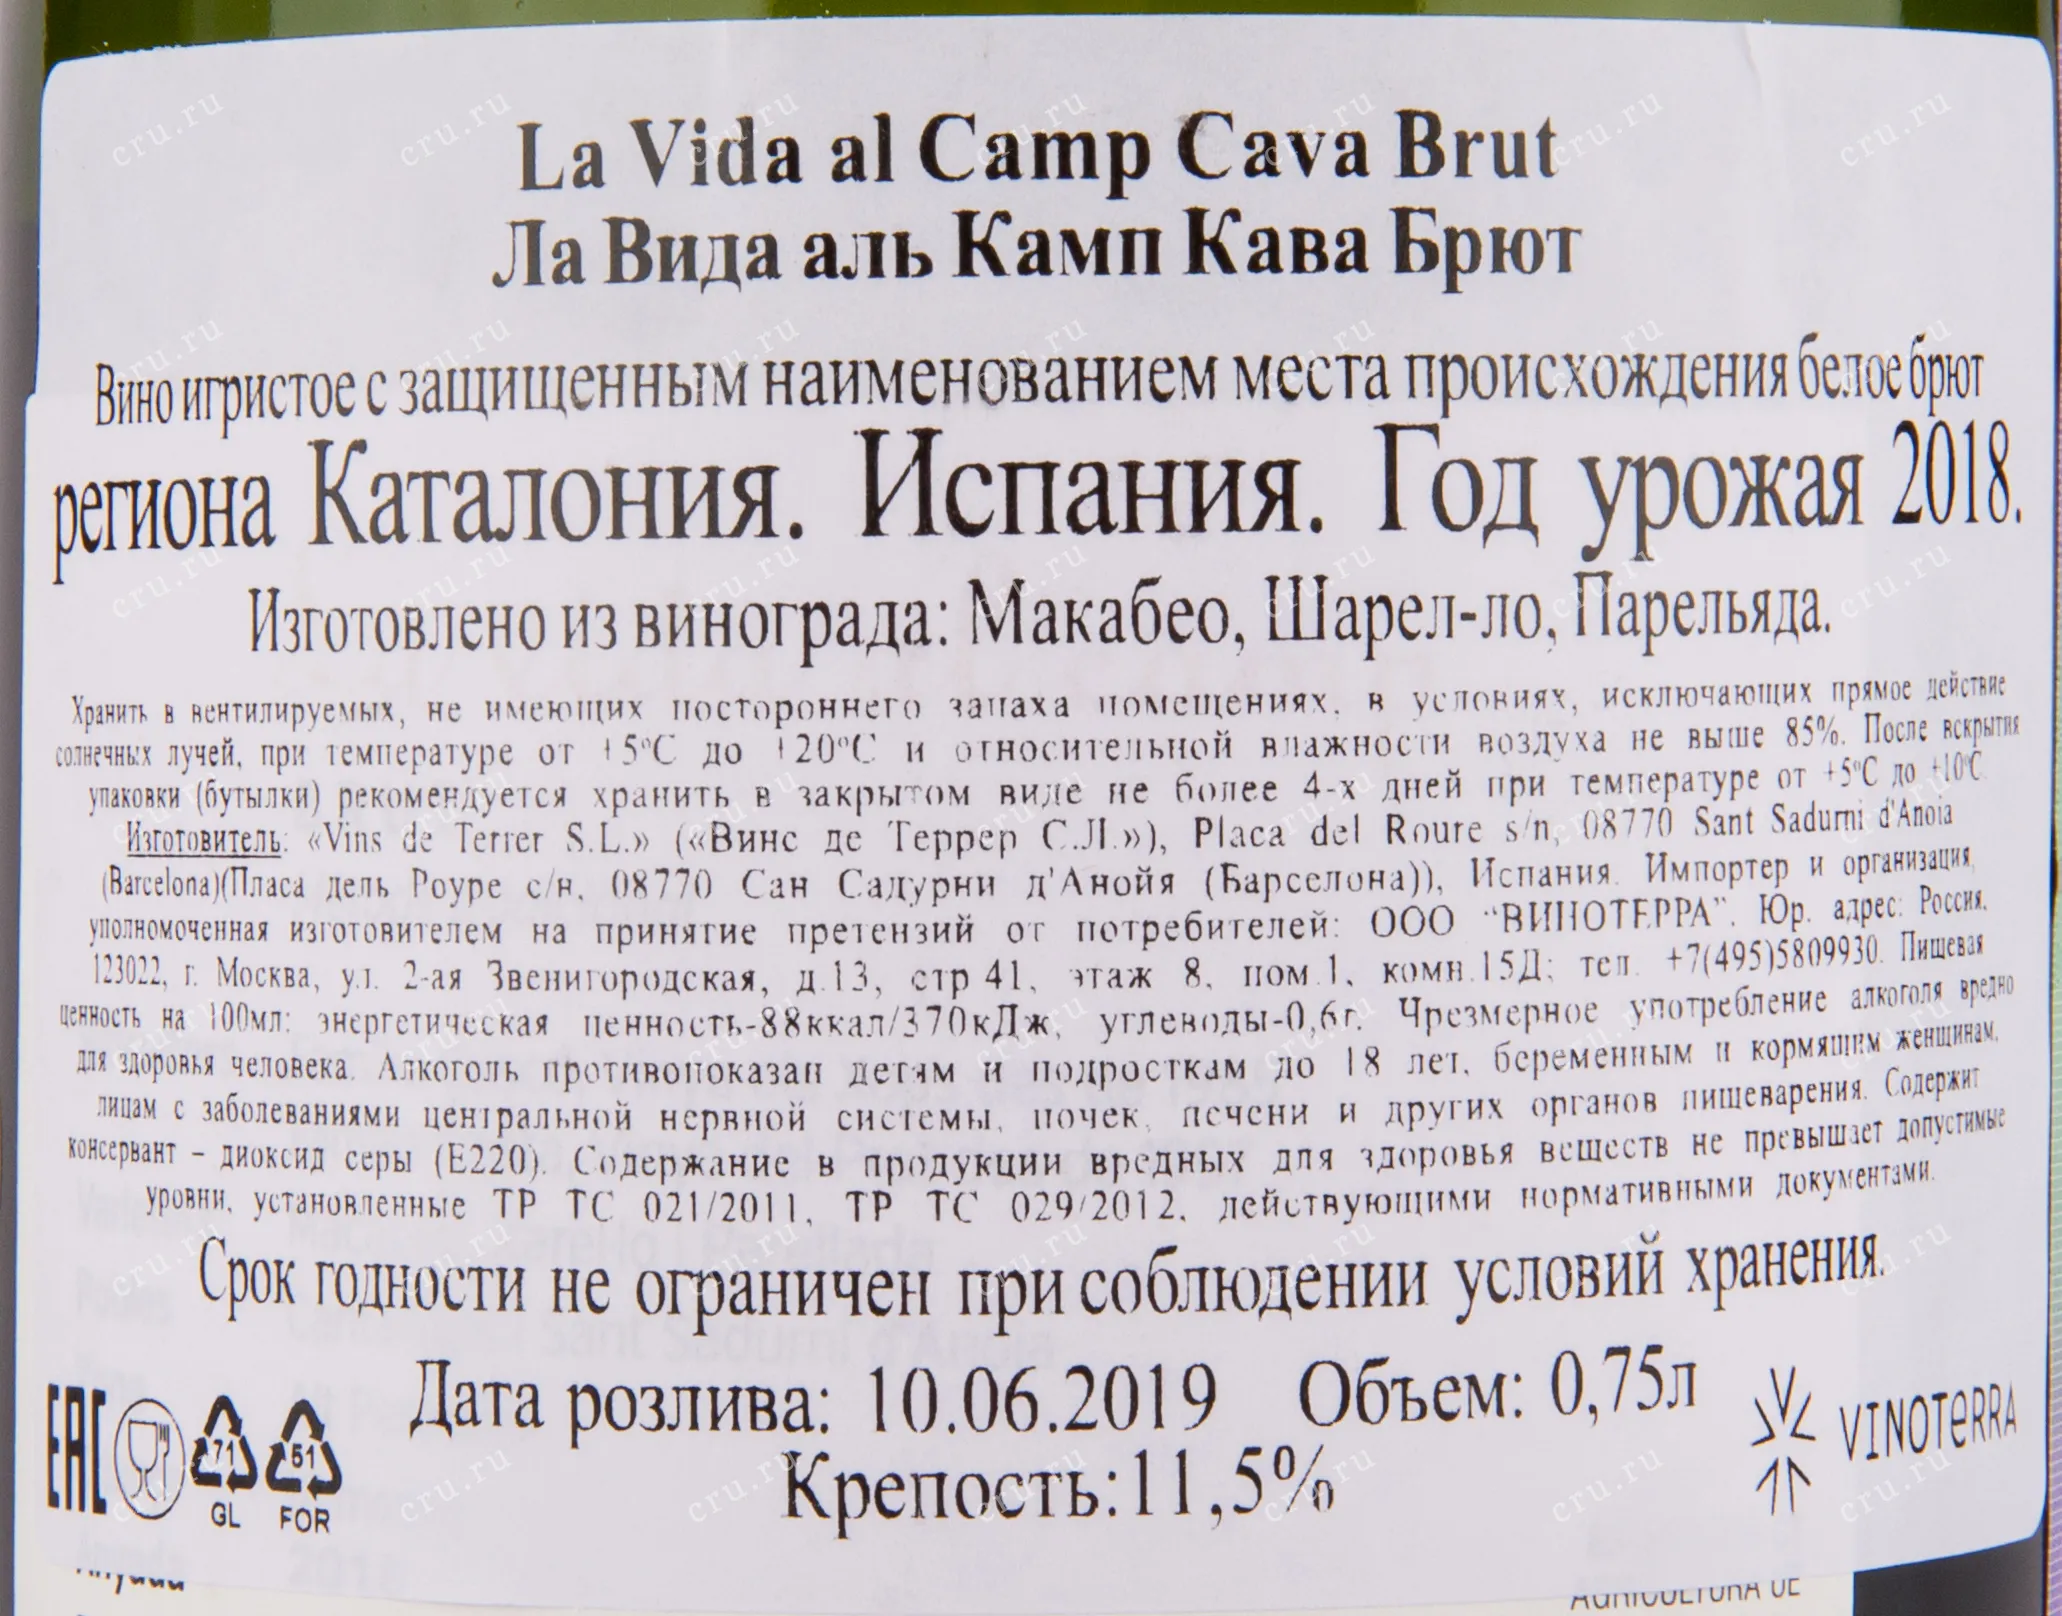 La Vida al Camp Cava Brut
Ла Вида аль Камп Кава Брют
Вино игристое с защищенным наименованием места происхождения белое брют
региона Каталония. Испания. Год урожая 2018.
Изготовлено из винограда: Макабео, Шарел-ло, Парельяда.
Хранить в вентилируемых, не имеющих постороннего запаха помещениях, в условиях, исключающих прямое действие
солнечных лучей, при температуре от +5°С до +20°С и относительной влажности воздуха не выше 85%. После вскрытия
упаковки (бутылки) рекомендуется хранить в закрытом виде не более 4-х дней при температуре от +5°С до +10°С
Изготовитель: «Vins de Terrer S.L.» («Винс де Террер С.Л.»), Placa del Roure s/n, 08770 Sant Sadurni d'Anoia
(Barcelona)(Пласа дель Роуре с/н, 08770 Сан Садурни д'Анойя (Барселона)), Испания. Импортер и организация,
уполномоченная изготовителем на принятие претензий от потребителей: ООО "ВИНОТЕРРА". Юр. адрес: Россия,
123022, г. Москва, ул. 2-ая Звенигородская, д.13, стр 41, этаж 8, пом.1, комн.15Д; тел. +7(495)5809930. Пищевая
ценность на 100мл: энергетическая ценность-88ккал/370кДж, углеводы-0,6г. Чрезмерное употребление алкоголя вредно
для здоровья человека. Алкоголь противопоказан детям и подросткам до 18 лет, беременным и кормящим женщинам,
лицам с заболеваниями центральной нервной системы, почек, печени и других органов пищеварения. Содержит
консервант – диоксид серы (Е220). Содержание в продукции вредных для здоровья веществ не превышает допустимые
уровни, установленные ТР ТС 021/2011, ТР ТС 029/2012, действующими нормативными документами.
Срок годности не ограничен при соблюдении условий хранения.
Дата розлива: 10.06.2019 Объем: 0,75л
Крепость:11,5%
EAC
71
GL
51
FOR
VINOTERRA
cru.ru